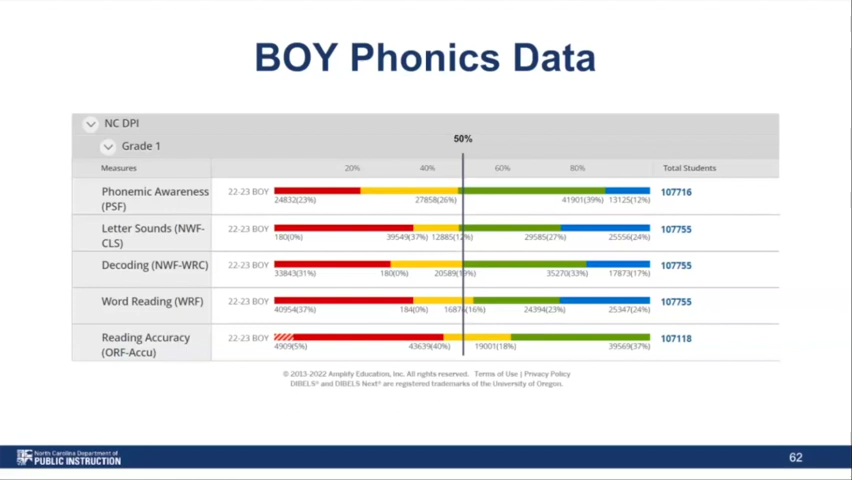 BOY Phonics Data
NC DPI
Grade 1
50%
Measures 20% 40% 60% 80% Total Students
Phonemic Awareness (PSF) 22-23 BOY 24832(23%) 27858(26%) 41901(39%) 13125(12%) 107716
Letter Sounds (NWF-CLS) 22-23 BOY 180(0%) 39549(37%) 12885(12%) 29585(27%) 25556(24%) 107755
Decoding (NWF-WRC) 22-23 BOY 33843(31%) 180(0%) 20589(19%) 35270(33%) 17873(17%) 107755
Word Reading (WRF) 22-23 BOY 40954(37%) 184(0%) 16876(16%) 24394(23%) 25347(24%) 107755
Reading Accuracy (ORF-Accu) 22-23 BOY 4909(5%) 43639(40%) 19001(18%) 39569(37%) 107118
© 2013-2022 Amplify Education, Inc. All rights reserved. Terms of Use | Privacy Policy
DIBELS® and DIBELS Next® are registered trademarks of the University of Oregon.
North Carolina Department of
PUBLIC INSTRUCTION
62